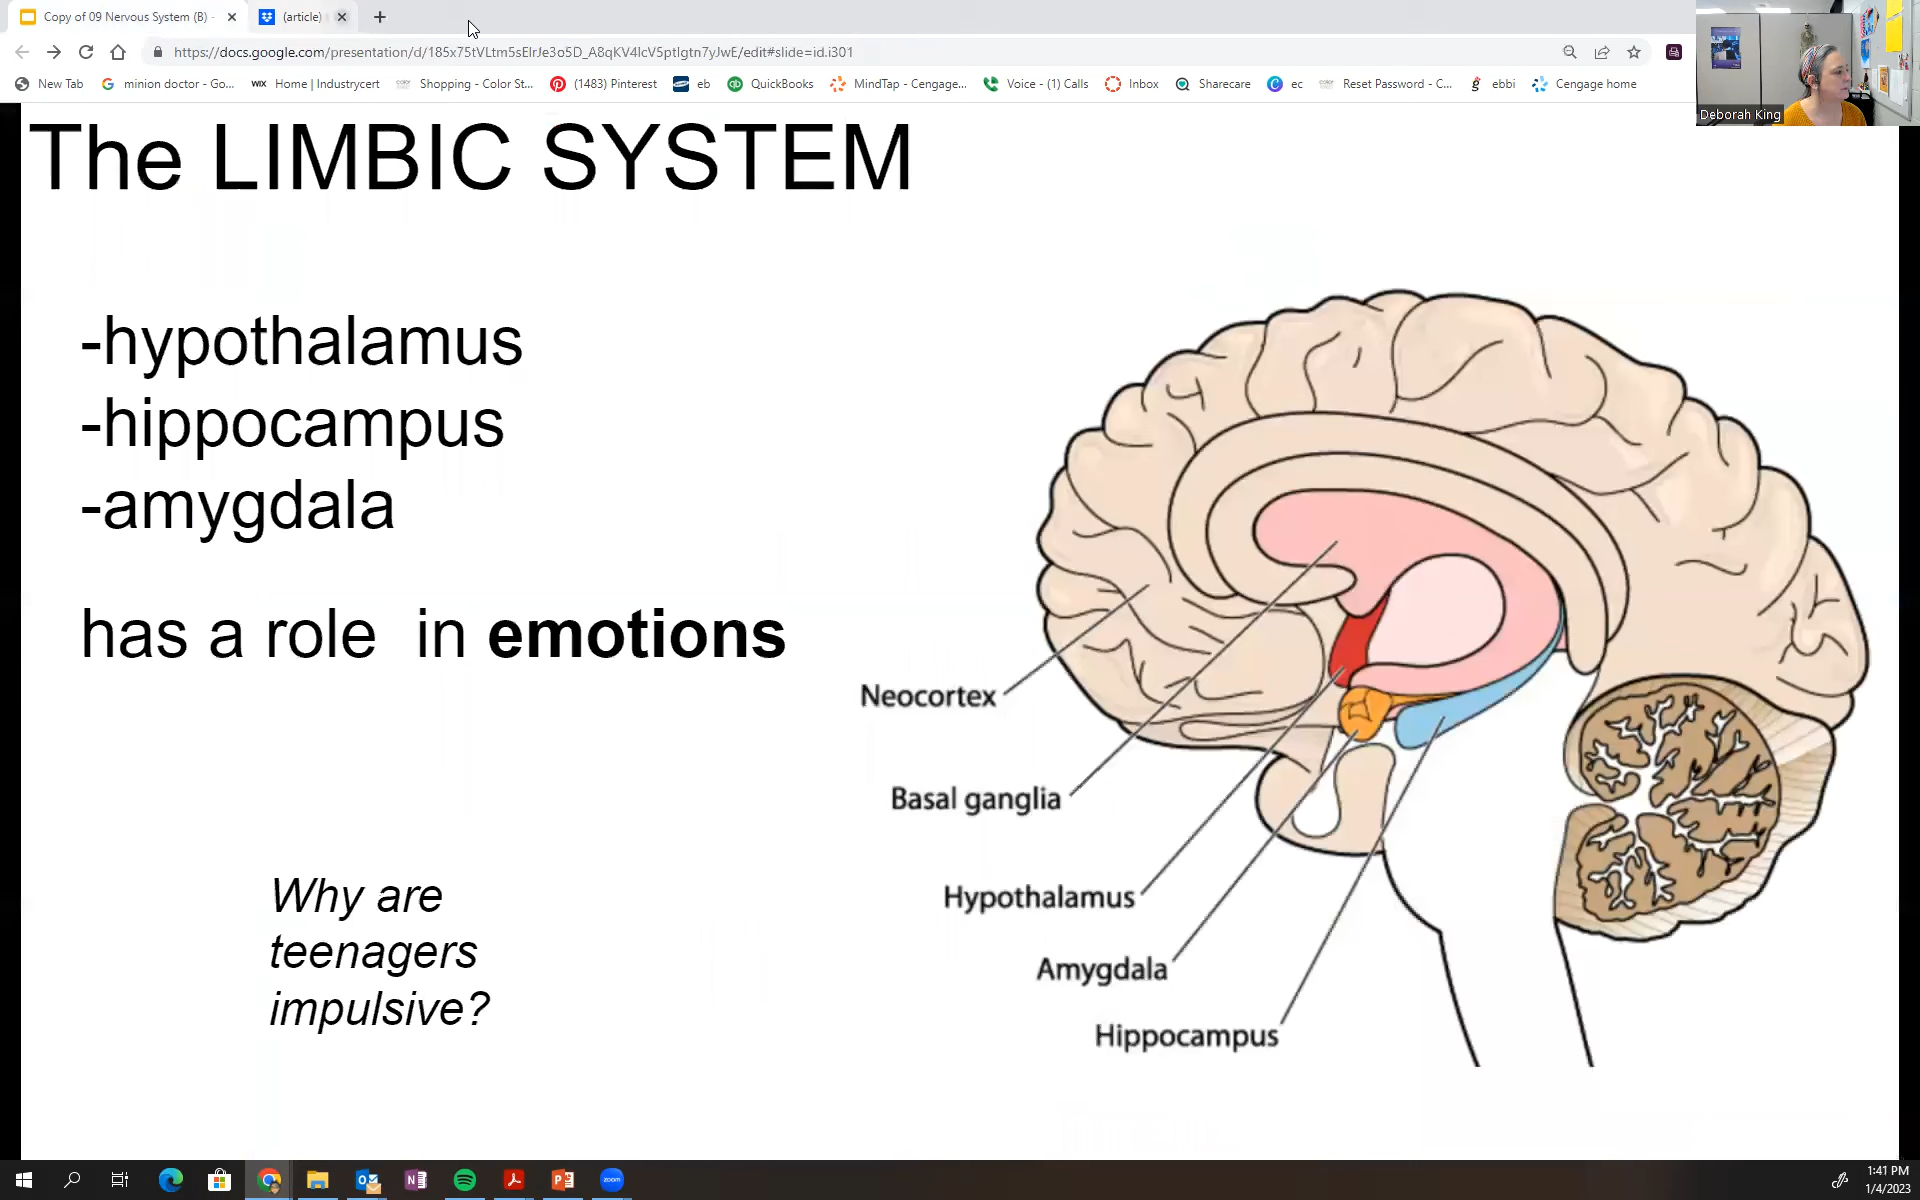 Copy of 09 Nervous System (B) -
(article)
https://docs.google.com/presentation/d/185x75tVLtm5sElrJe3o5D_A8qKV4lcV5ptlgtn7yJwE/edit#slide=id.i301
New Tab
minion doctor - Go...
WIX Home | Industrycert
Shopping - Color St...
(1483) Pinterest
eb
QuickBooks
MindTap - Cengage...
Voice - (1) Calls
Inbox
Sharecare
ec
Reset Password - C...
ebbi
Cengage home
Deborah King
The LIMBIC SYSTEM
-hypothalamus
-hippocampus
-amygdala
has a role in emotions
Why are
teenagers
impulsive?
Neocortex
Basal ganglia
Hypothalamus
Amygdala
Hippocampus
zoom
1:41 PM
1/4/2023